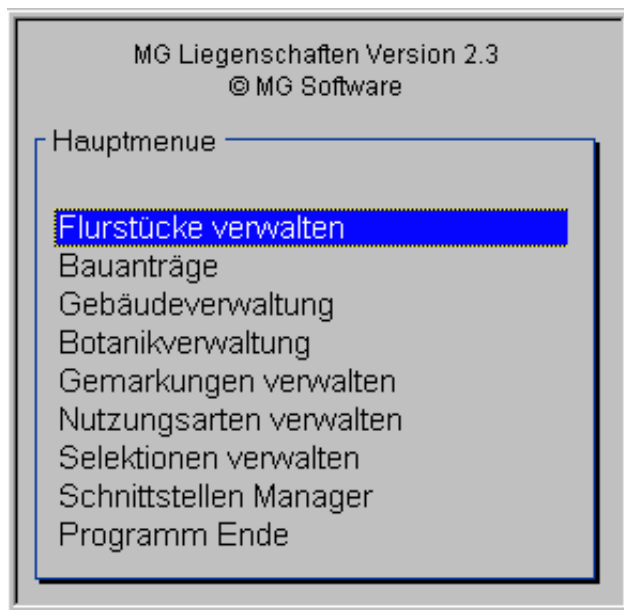 MG Liegenschaften Version 2.3
© MG Software
Hauptmenue
Flurstücke verwalten
Bauanträge
Gebäudeverwaltung
Botanikverwaltung
Gemarkungen verwalten
Nutzungsarten verwalten
Selektionen verwalten
Schnittstellen Manager
Programm Ende